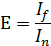 E = I_f / I_n